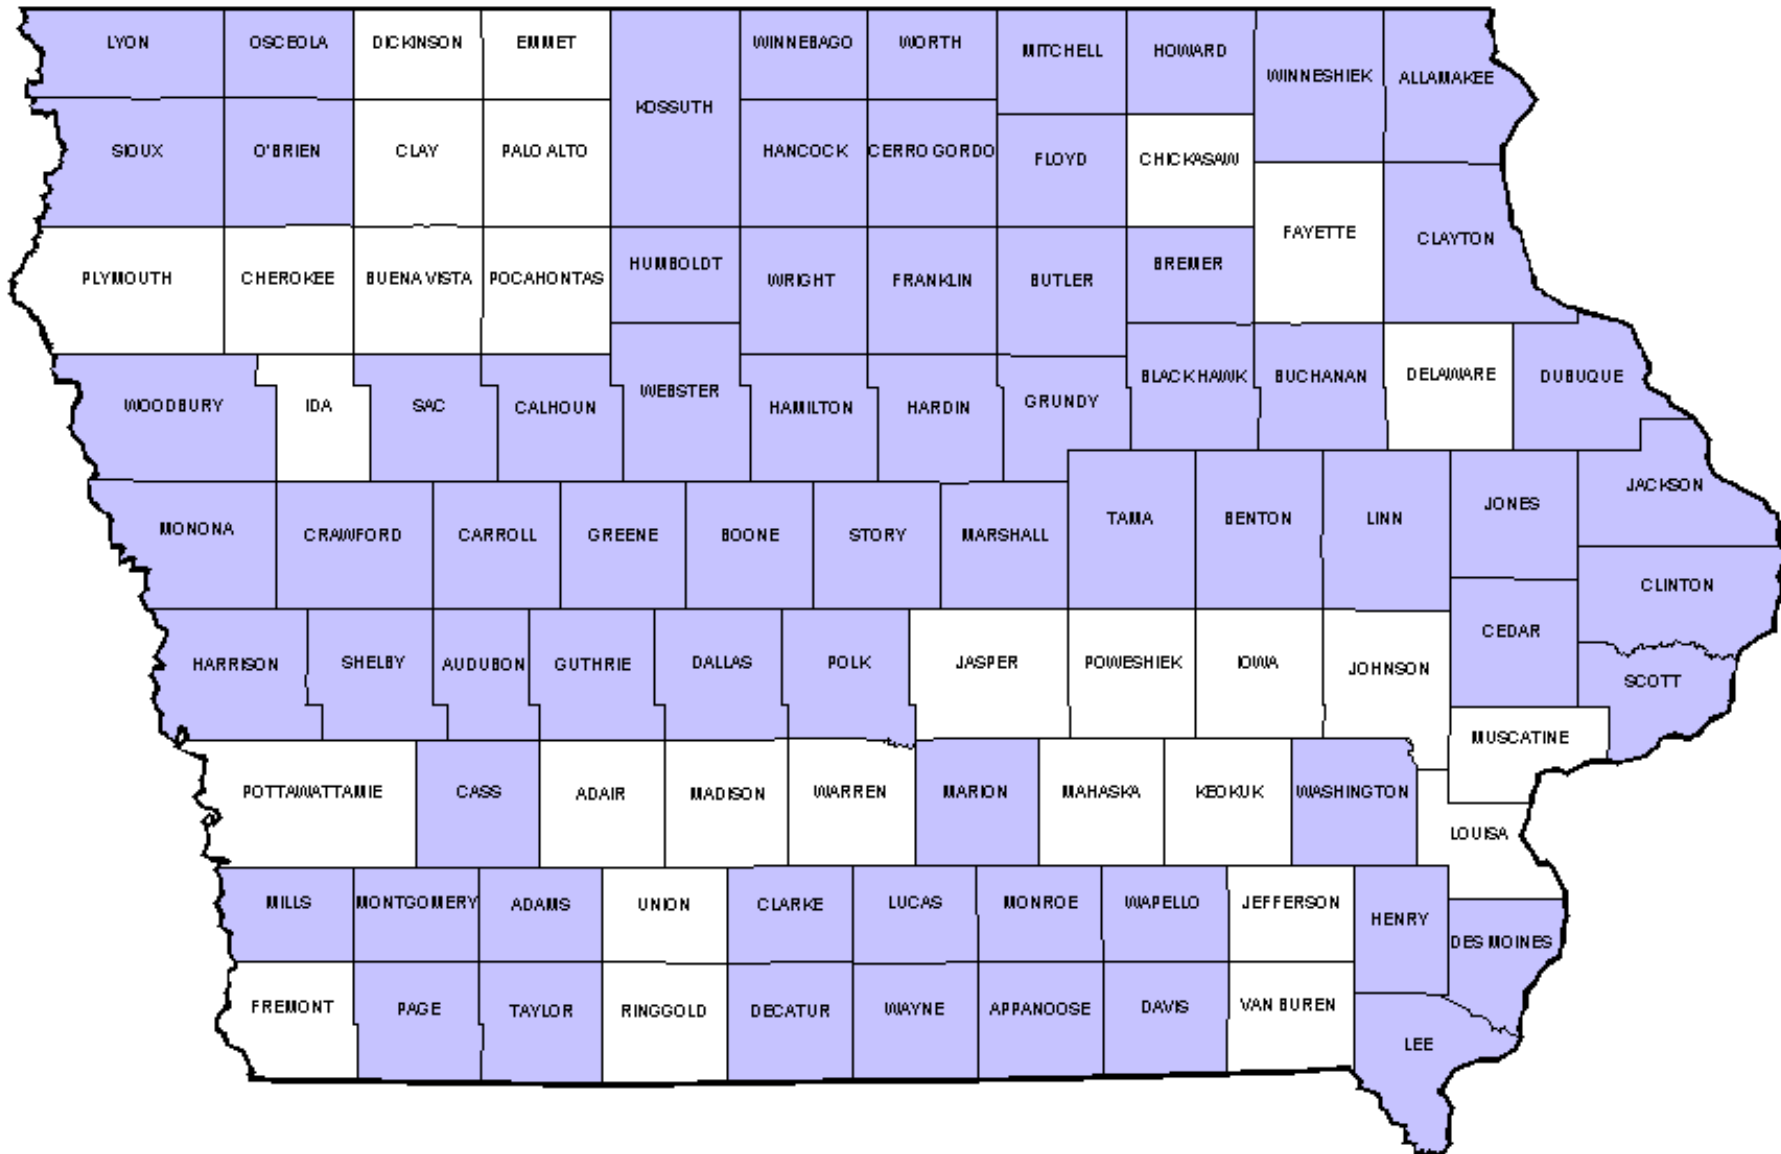 LYON
OSCEOLA
DICKINSON
EMMET
WINNEBAGO
WORTH
MITCHELL
HOWARD
WINNESHIEK
ALLAMAKEE
KOSSUTH
SIOUX
O'BRIEN
CLAY
PALO ALTO
HANCOCK
CERRO GORDO
FLOYD
CHICKASAW
FAYETTE
CLAYTON
PLYMOUTH
CHEROKEE
BUENA VISTA
POCAHONTAS
HUMBOLDT
WRIGHT
FRANKLIN
BUTLER
BREMER
WOODBURY
IDA
SAC
CALHOUN
WEBSTER
HAMILTON
HARDIN
GRUNDY
BLACK HAWK
BUCHANAN
DELAWARE
DUBUQUE
MONONA
CRAWFORD
CARROLL
GREENE
BOONE
STORY
MARSHALL
TAMA
BENTON
LINN
JONES
JACKSON
CLINTON
HARRISON
SHELBY
AUDUBON
GUTHRIE
DALLAS
POLK
JASPER
POWESHIEK
IOWA
JOHNSON
CEDAR
SCOTT
MUSCATINE
POTTAWATTAMIE
CASS
ADAIR
MADISON
WARREN
MARION
MAHASKA
KEOKUK
WASHINGTON
LOUISA
MILLS
MONTGOMERY
ADAMS
UNION
CLARKE
LUCAS
MONROE
WAPELLO
JEFFERSON
HENRY
DES MOINES
FREMONT
PAGE
TAYLOR
RINGGOLD
DECATUR
WAYNE
APPANOOSE
DAVIS
VAN BUREN
LEE